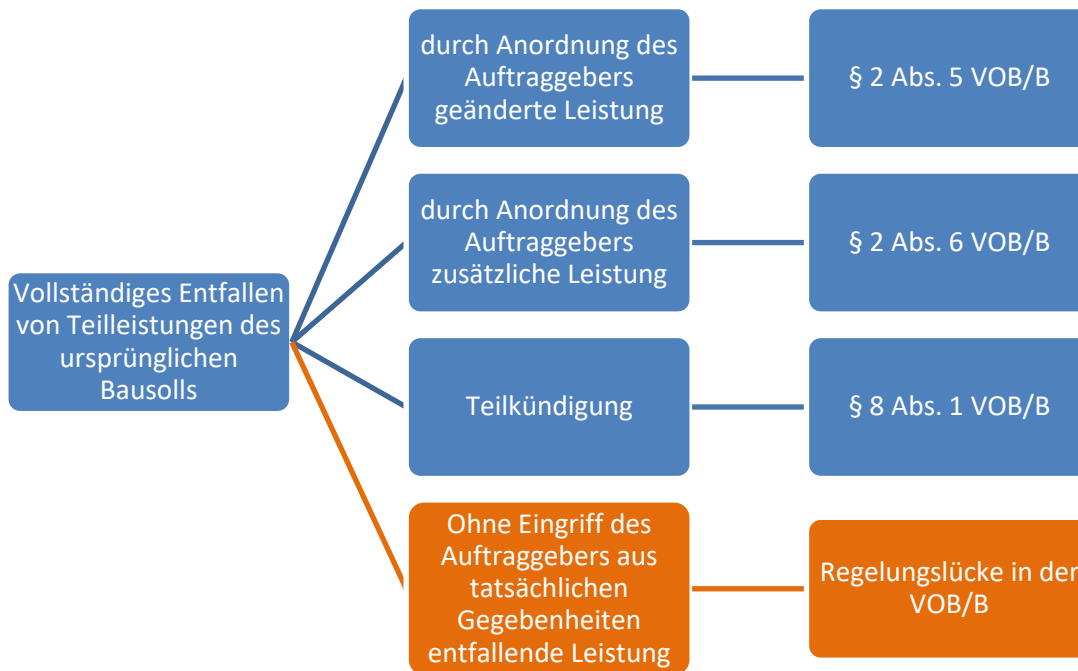 durch Anordnung des
Auftraggebers
geänderte Leistung
§ 2 Abs. 5 VOB/B
durch Anordnung des
Auftraggebers
zusätzliche Leistung
§ 2 Abs. 6 VOB/B
Vollständiges Entfallen
von Teilleistungen des
ursprünglichen
Bausolls
Teilkündigung
§ 8 Abs. 1 VOB/B
Ohne Eingriff des
Auftraggebers aus
tatsächlichen
Gegebenheiten
entfallende Leistung
Regelungslücke in der
VOB/B